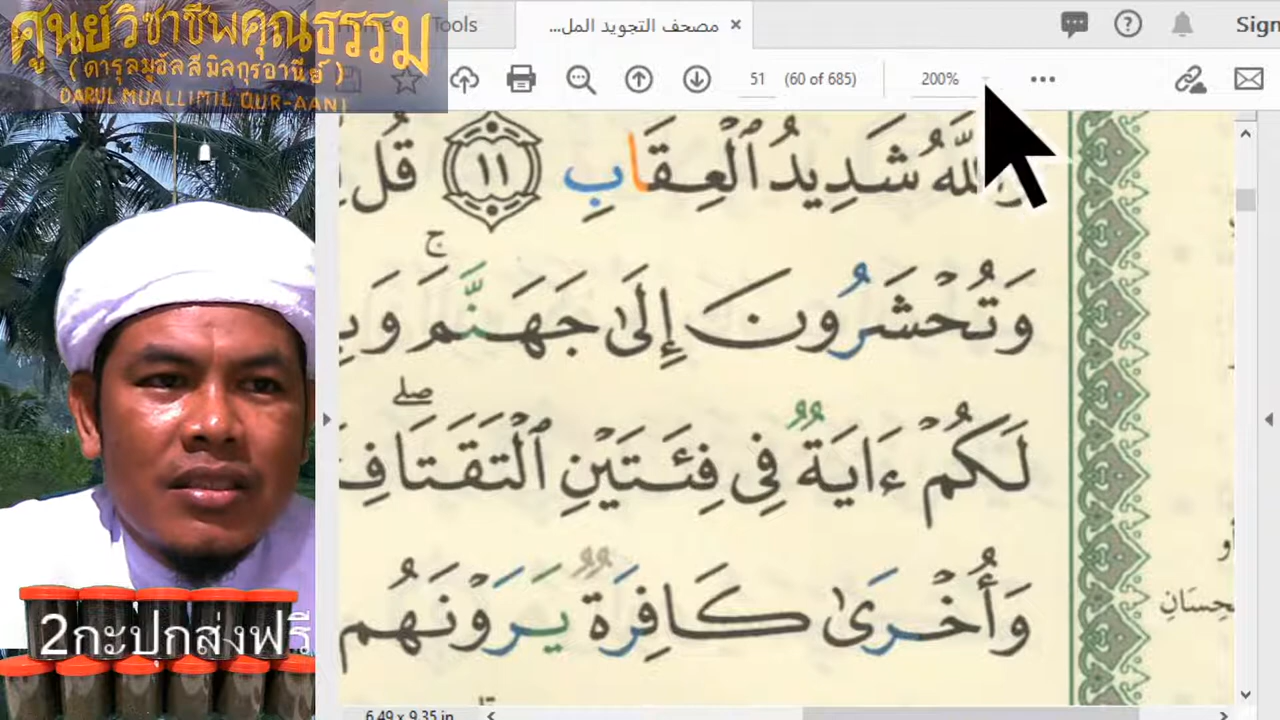 ศูนย์วิชาชีพคุณธรรม
(ดารุลมูอัลลีมิลกุรอานีย์)
DARUL MUALLIMIL QUR-AANI
Tools
مصحف التجويد المل...
Sign
51 (60 of 685)
200%
ٱللَّهُ شَدِيدُ ٱلْعِقَابِ ١١ قُل
وَتُحْشَرُونَ إِلَىٰ جَهَنَّمَ ۚ
لَكُمْ ءَايَةٌ فِى فِئَتَيْنِ ٱلْتَقَتَا ۖ
وَأُخْرَىٰ كَافِرَةٌ يَرَوْنَهُم
2กะปุกส่งฟรี
6.49 x 9.35 in